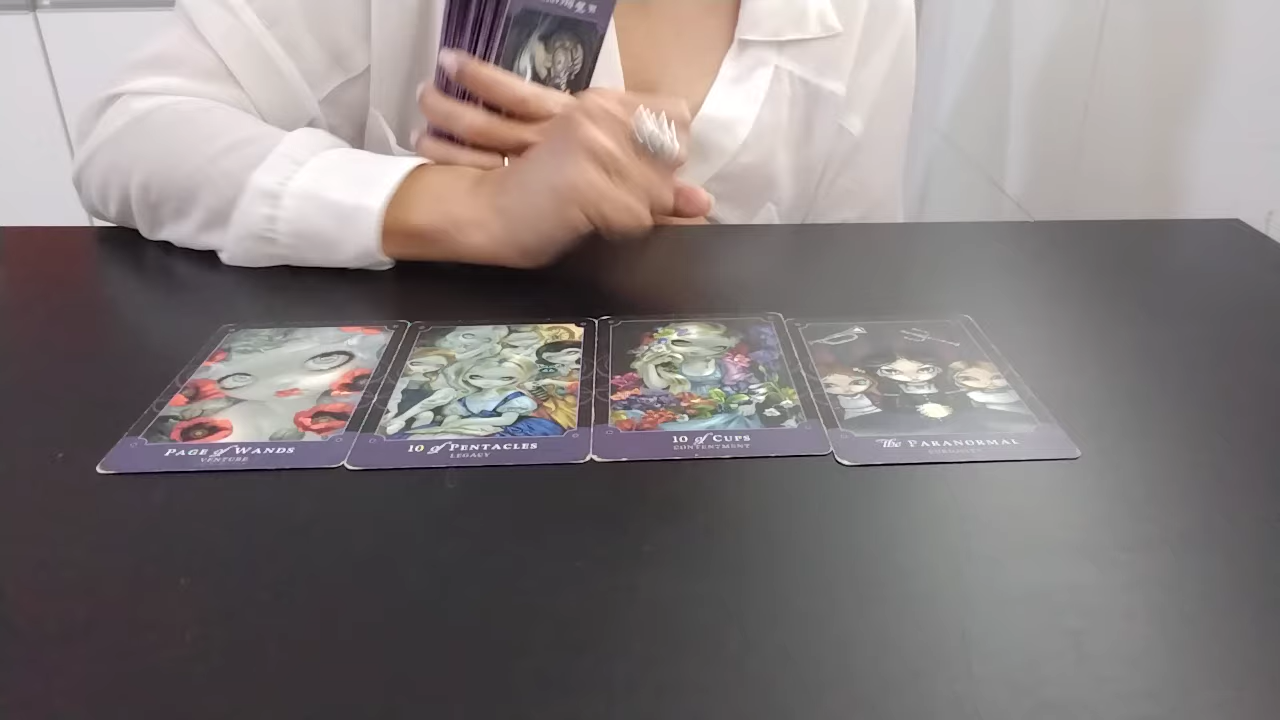 PAGE of WANDS
VENTURE
10 of PENTACLES
LEGACY
10 of CUPS
CONTENTMENT
The PARANORMAL